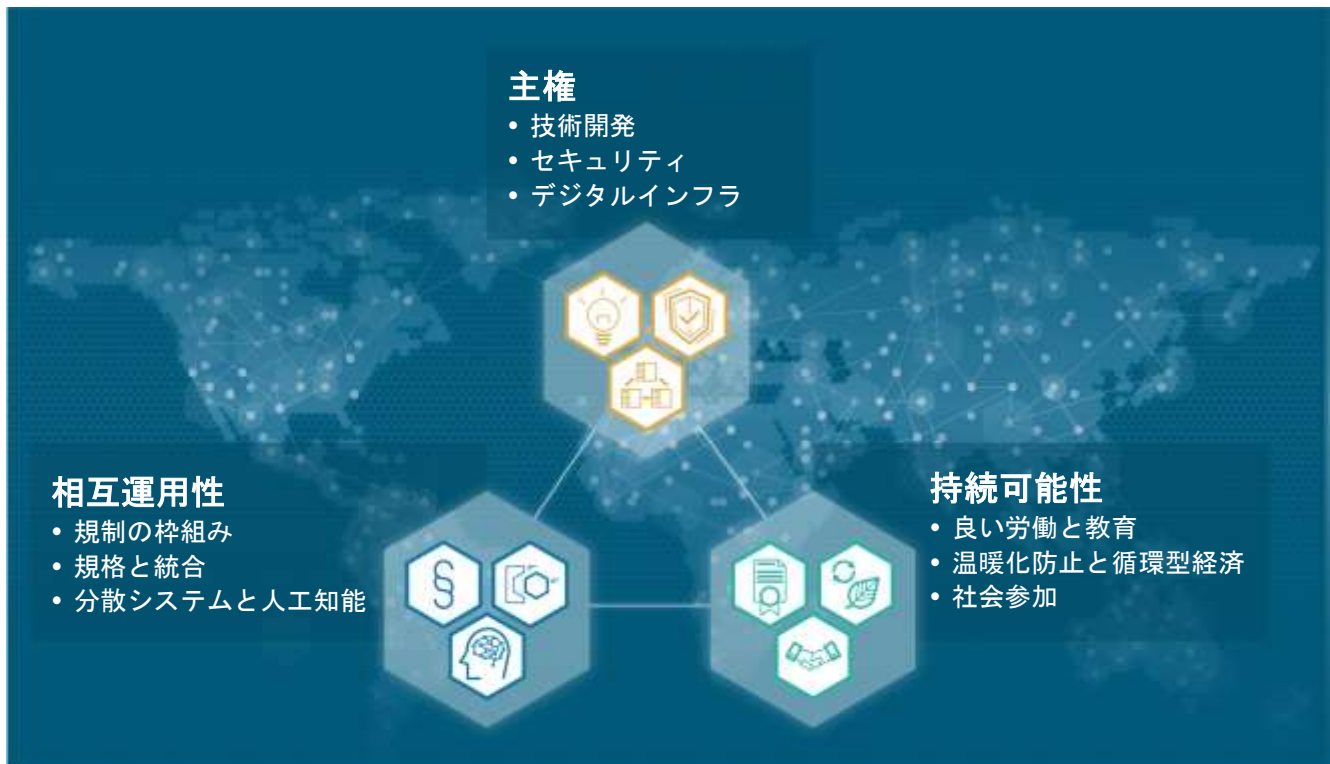 主権
• 技術開発
• セキュリティ
• デジタルインフラ
相互運用性
• 規制の枠組み
• 規格と統合
• 分散システムと人工知能
§
持続可能性
• 良い労働と教育
• 温暖化防止と循環型経済
• 社会参加